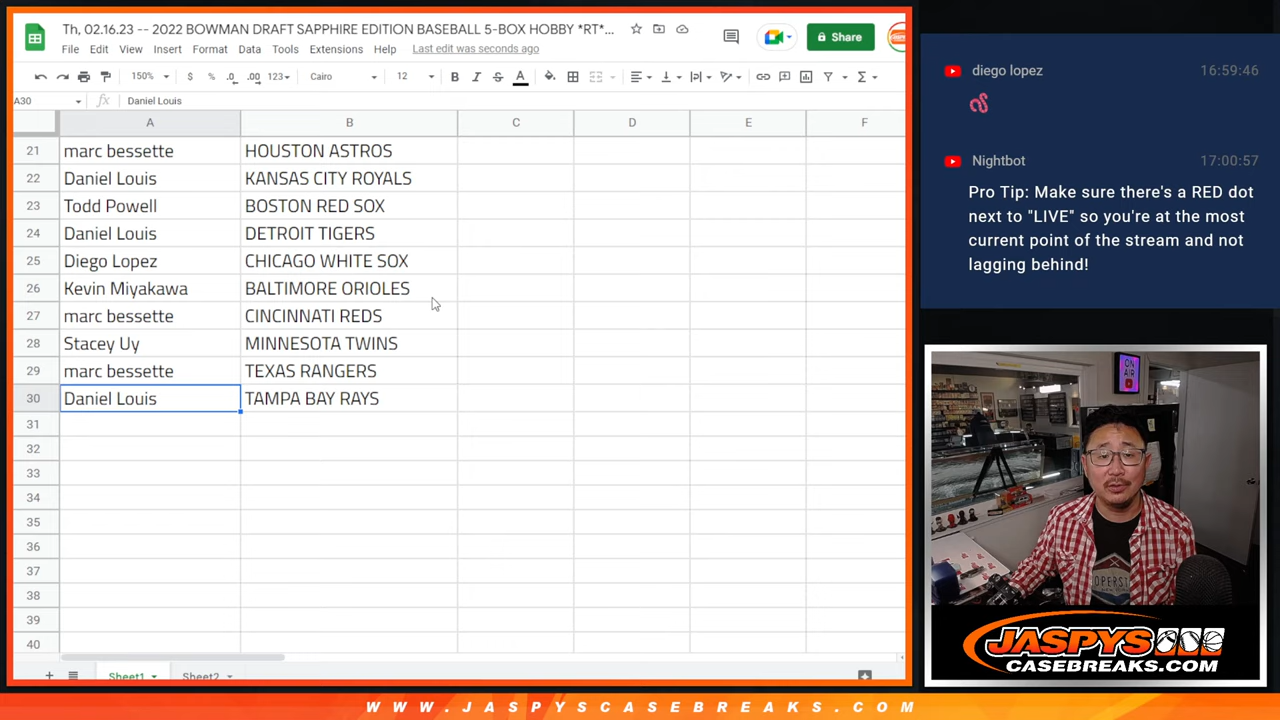 Th, 02.16.23 -- 2022 BOWMAN DRAFT SAPPHIRE EDITION BASEBALL 5-BOX HOBBY *RT*...
File Edit View Insert Format Data Tools Extensions Help Last edit was seconds ago
Share
150% $ % .0 .00 123 Cairo 12 B I S A
A30 fx Daniel Louis
A B C D E F
21 marc bessette HOUSTON ASTROS
22 Daniel Louis KANSAS CITY ROYALS
23 Todd Powell BOSTON RED SOX
24 Daniel Louis DETROIT TIGERS
25 Diego Lopez CHICAGO WHITE SOX
26 Kevin Miyakawa BALTIMORE ORIOLES
27 marc bessette CINCINNATI REDS
28 Stacey Uy MINNESOTA TWINS
29 marc bessette TEXAS RANGERS
30 Daniel Louis TAMPA BAY RAYS
31
32
33
34
35
36
37
38
39
40
Sheet1 Sheet2
diego lopez 16:59:46
Nightbot 17:00:57
Pro Tip: Make sure there's a RED dot
next to "LIVE" so you're at the most
current point of the stream and not
lagging behind!
ON AIR
JASPYS
CASEBREAKS.COM
WWW.JASPYSCASEBREAKS.COM